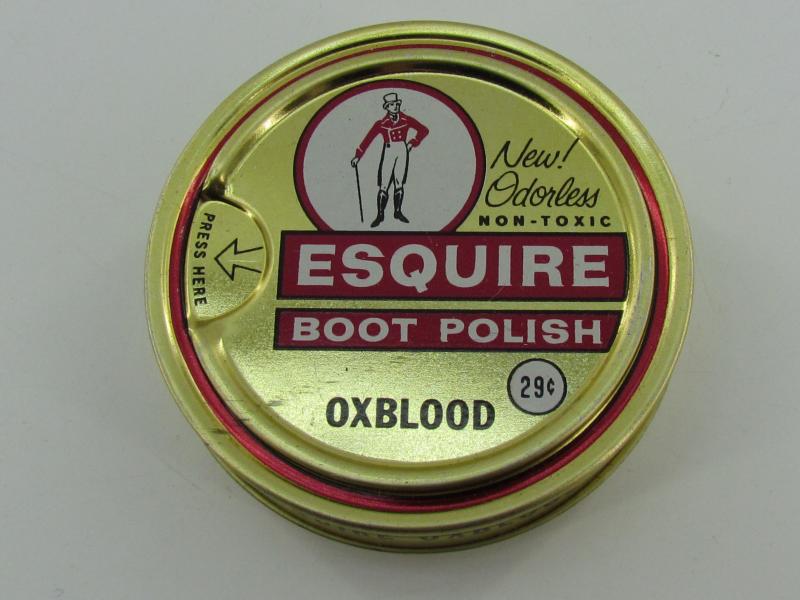 New!
Odorless
NON-TOXIC
PRESS HERE
ESQUIRE
BOOT POLISH
29¢
OXBLOOD